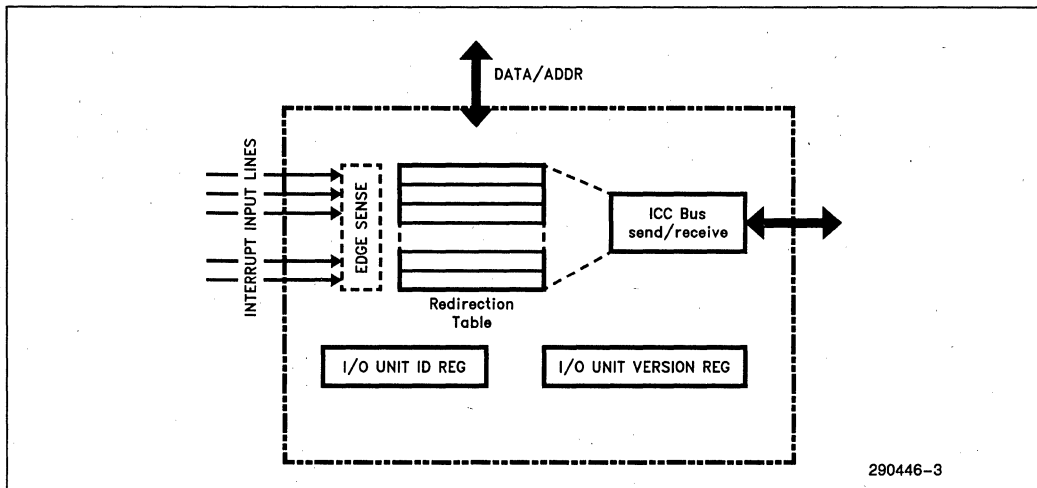 DATA/ADDR
INTERRUPT INPUT LINES
EDGE SENSE
ICC Bus
send/receive
Redirection
Table
I/O UNIT ID REG
I/O UNIT VERSION REG
290446-3